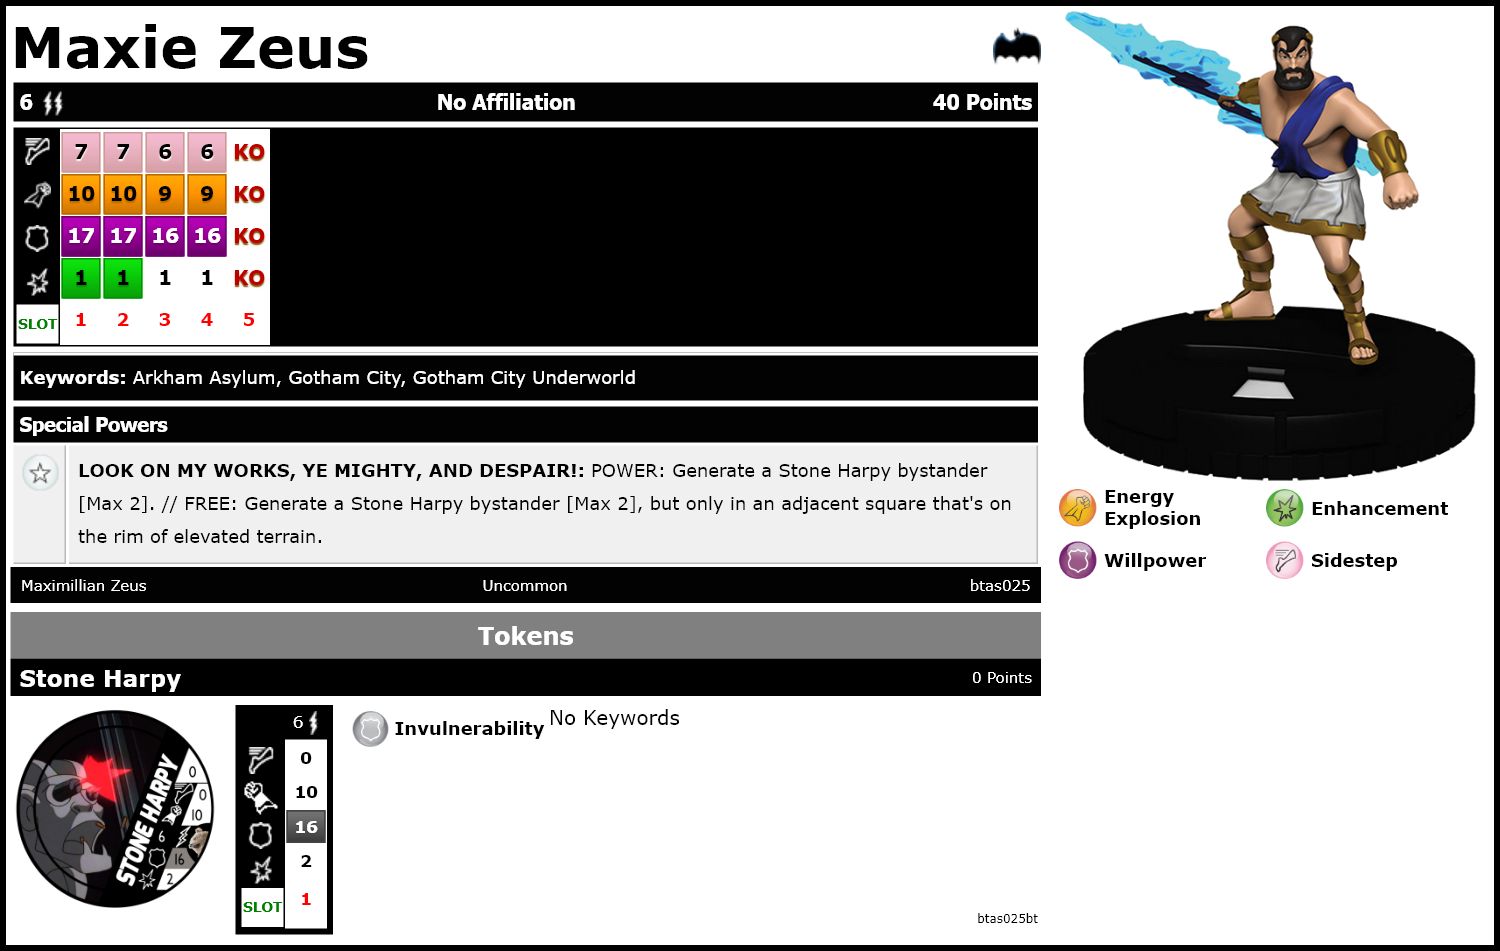 Maxie Zeus
6 No Affiliation 40 Points
7 7 6 6 KO
10 10 9 9 KO
17 17 16 16 KO
1 1 1 1 KO
SLOT 1 2 3 4 5
Keywords: Arkham Asylum, Gotham City, Gotham City Underworld
Special Powers
LOOK ON MY WORKS, YE MIGHTY, AND DESPAIR!: POWER: Generate a Stone Harpy bystander
[Max 2]. // FREE: Generate a Stone Harpy bystander [Max 2], but only in an adjacent square that's on
the rim of elevated terrain.
Maximillian Zeus Uncommon btas025
Energy
Explosion
Enhancement
Willpower
Sidestep
Tokens
Stone Harpy 0 Points
STONE HARPY
0
0
10
6
16
2
6
0
10
16
2
SLOT 1
Invulnerability
No Keywords
btas025bt